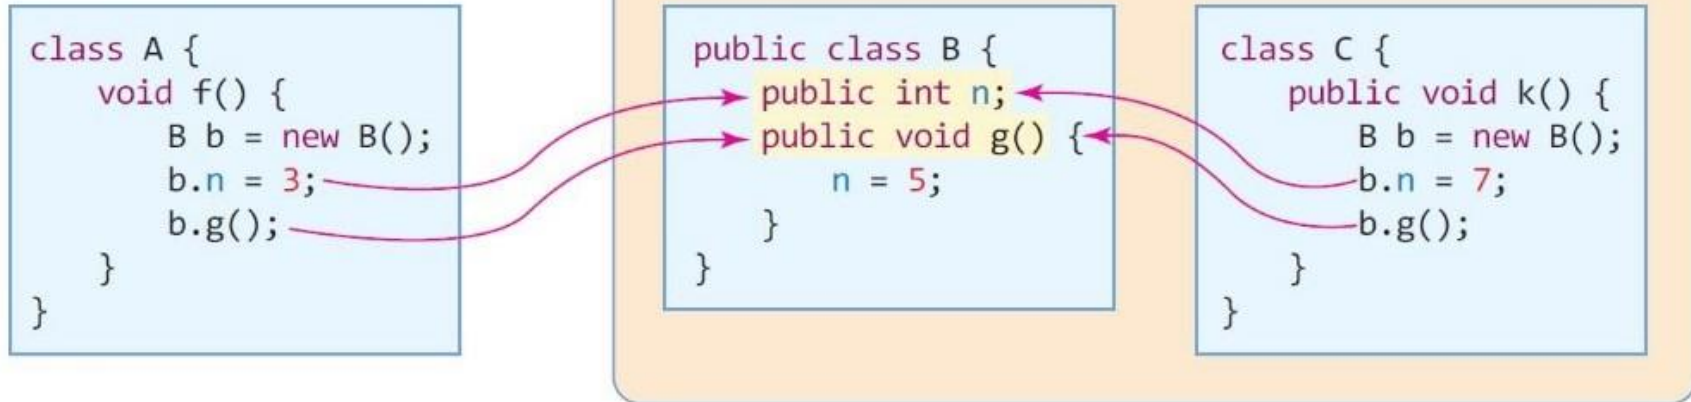 class A {
    void f() {
        B b = new B();
        b.n = 3;
        b.g();
    }
}
public class B {
    public int n;
    public void g() {
        n = 5;
    }
}
class C {
    public void k() {
        B b = new B();
        b.n = 7;
        b.g();
    }
}